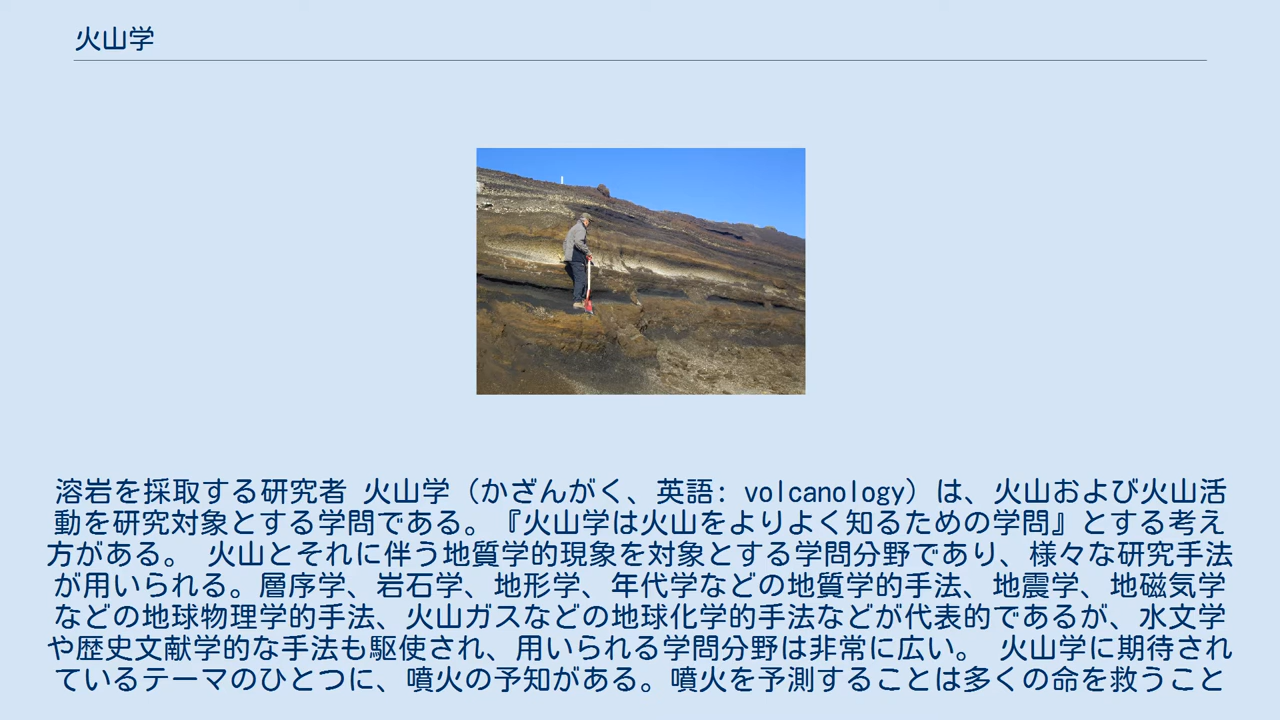 火山学
溶岩を採取する研究者 火山学（かざんがく、英語: volcanology）は、火山および火山活
動を研究対象とする学問である。『火山学は火山をよりよく知るための学問』とする考え
方がある。 火山とそれに伴う地質学的現象を対象とする学問分野であり、様々な研究手法
が用いられる。層序学、岩石学、地形学、年代学などの地質学的手法、地震学、地磁気学
などの地球物理学的手法、火山ガスなどの地球化学的手法などが代表的であるが、水文学
や歴史文献学的な手法も駆使され、用いられる学問分野は非常に広い。 火山学に期待され
ているテーマのひとつに、噴火の予知がある。噴火を予測することは多くの命を救うこと